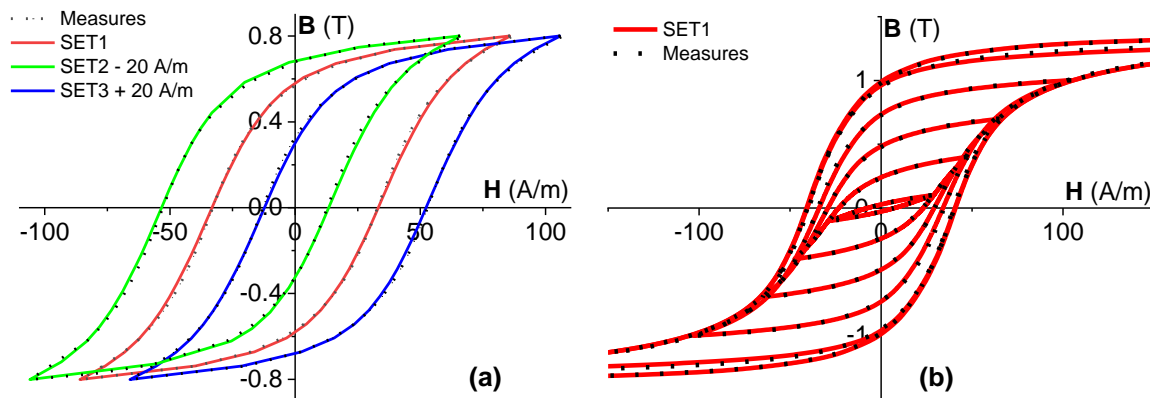 Measures
SET1
SET2 - 20 A/m
SET3 + 20 A/m
B (T)
0.8
0.4
0.0
-0.4
-0.8
-100
-50
0
50
100
H (A/m)
(a)
SET1
Measures
B (T)
1
0
-1
-100
0
100
H (A/m)
(b)